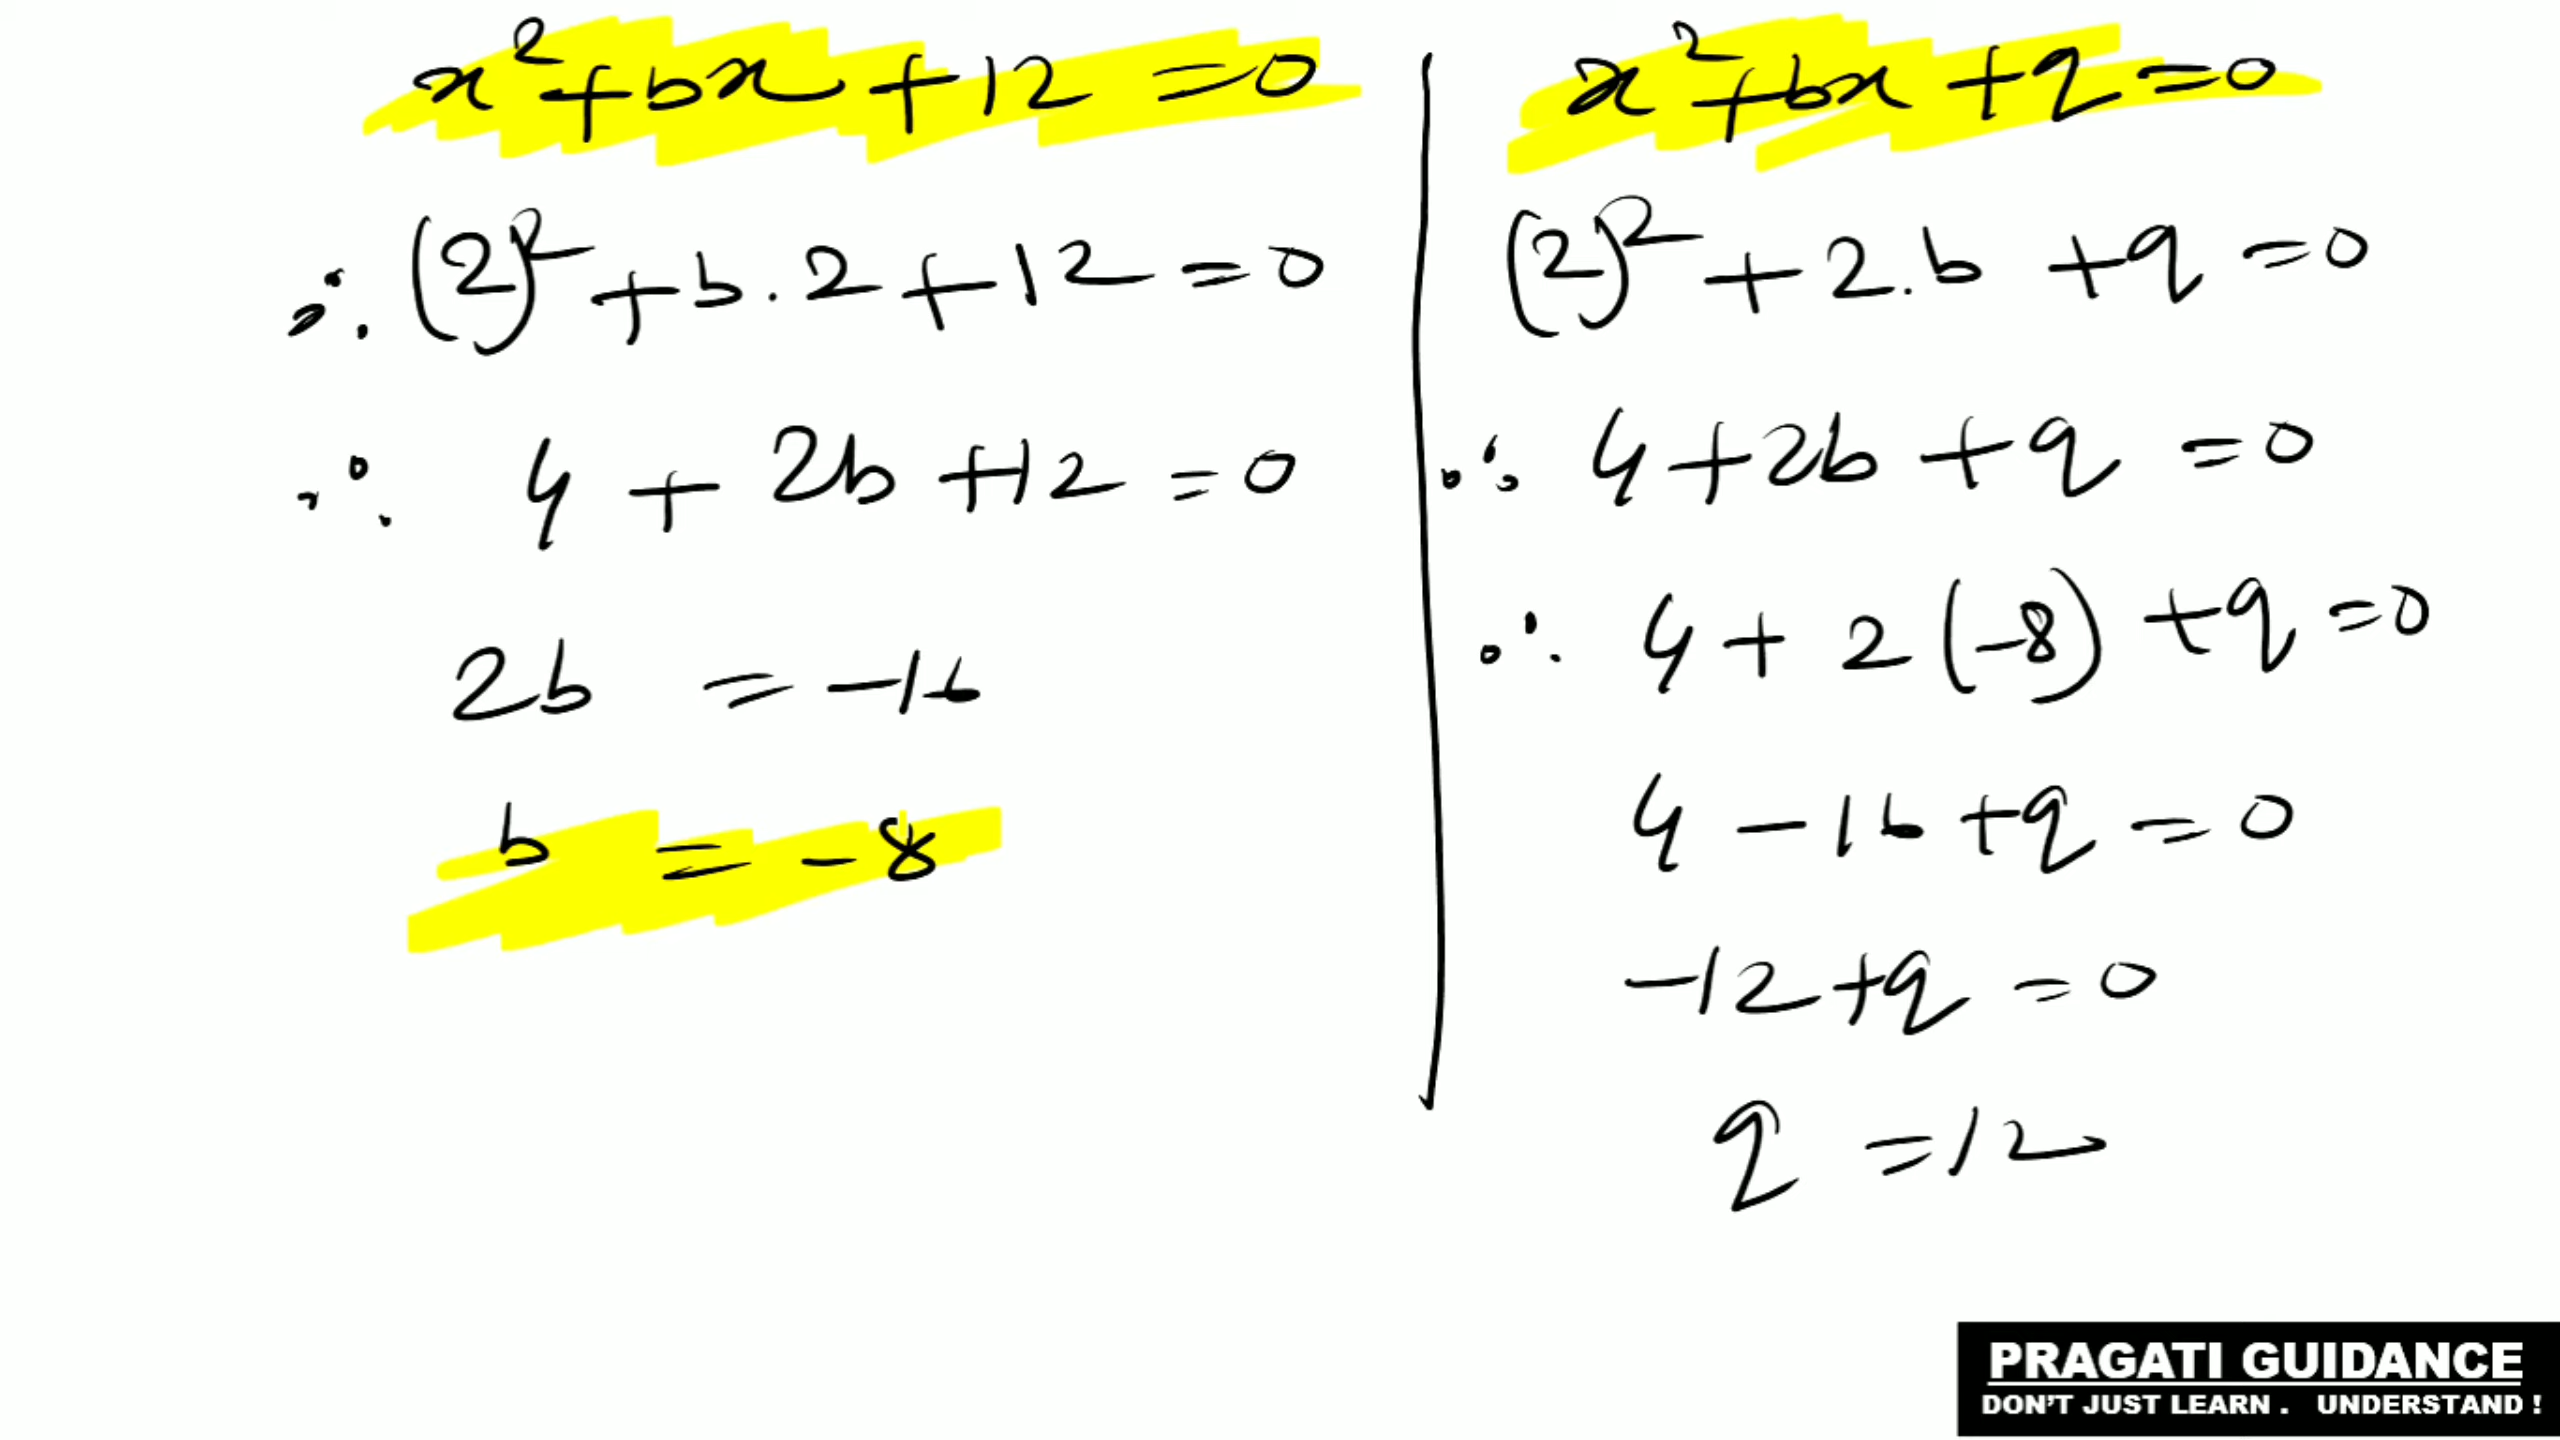 x² + bx + 12 = 0
∴ (2)² + b . 2 + 12 = 0
∴ 4 + 2b + 12 = 0
2b = -16
b = -8
x² + bx + q = 0
(2)² + 2.b + q = 0
∴ 4 + 2b + q = 0
∴ 4 + 2(-8) + q = 0
4 - 16 + q = 0
-12 + q = 0
q = 12
PRAGATI GUIDANCE
DON'T JUST LEARN . UNDERSTAND !